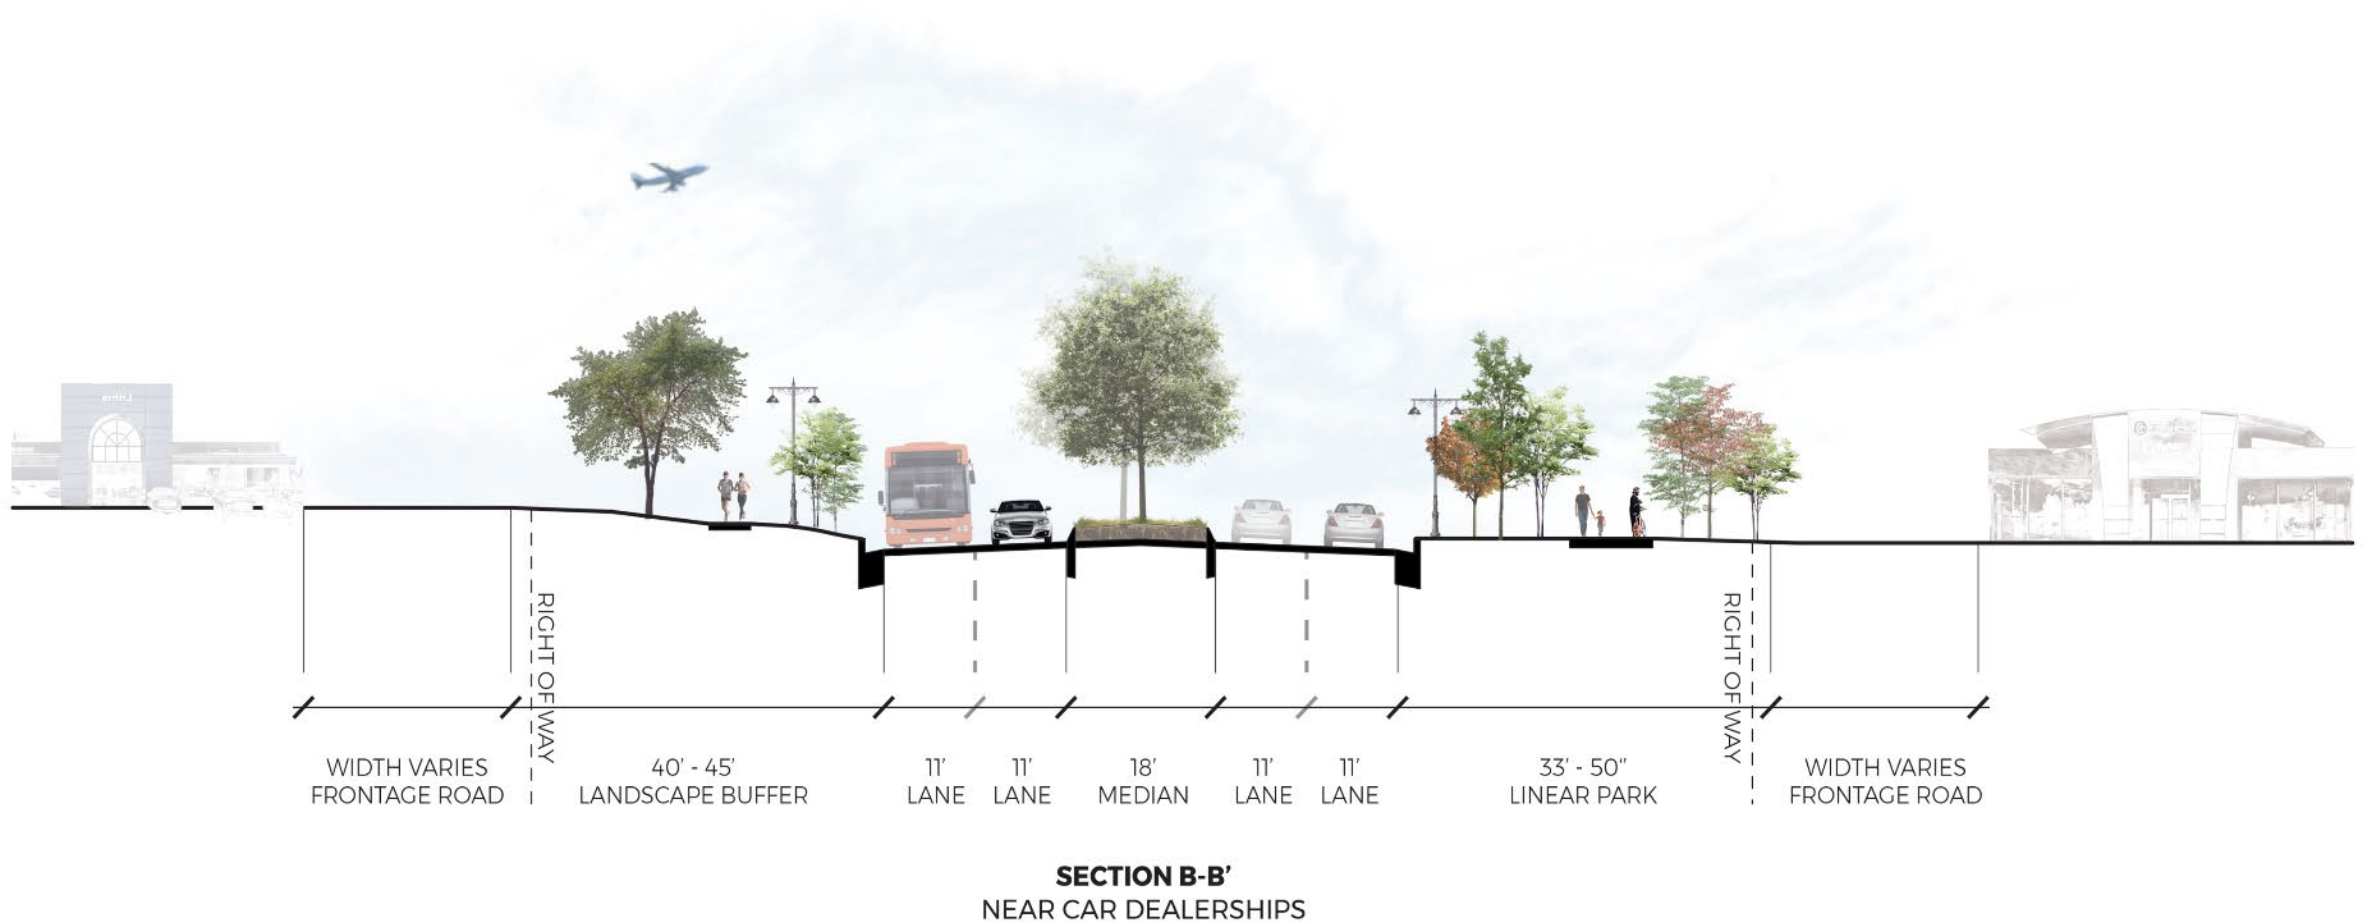 RIGHT OF WAY
RIGHT OF WAY
WIDTH VARIES
FRONTAGE ROAD
40’ - 45’
LANDSCAPE BUFFER
11’
LANE
11’
LANE
18’
MEDIAN
11’
LANE
11’
LANE
33’ - 50”
LINEAR PARK
WIDTH VARIES
FRONTAGE ROAD
SECTION B-B’
NEAR CAR DEALERSHIPS